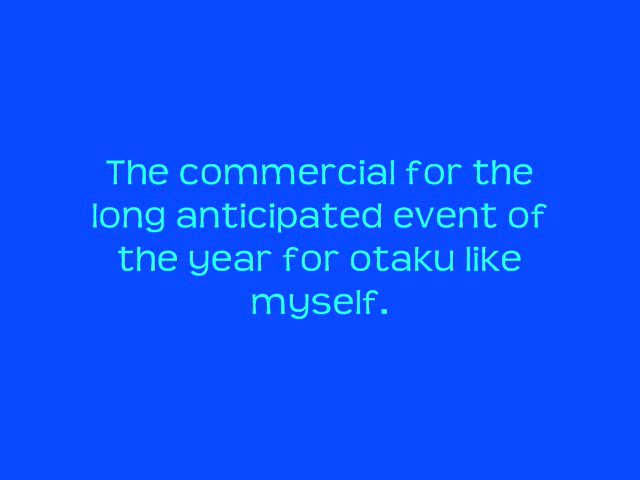 The commercial for the
long anticipated event of
the year for otaku like
myself.